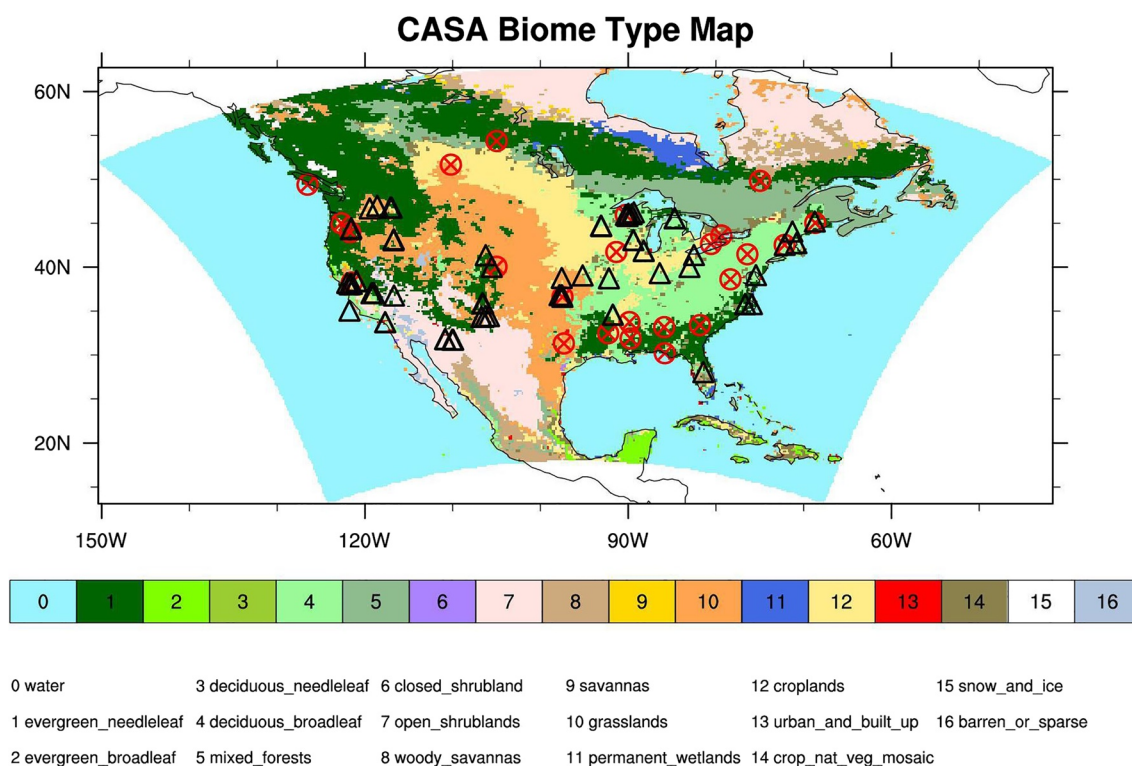 CASA Biome Type Map
60N
40N
20N
150W 120W 90W 60W
0 1 2 3 4 5 6 7 8 9 10 11 12 13 14 15 16
0 water 3 deciduous_needleleaf 6 closed_shrubland 9 savannas 12 croplands 15 snow_and_ice
1 evergreen_needleleaf 4 deciduous_broadleaf 7 open_shrublands 10 grasslands 13 urban_and_built_up 16 barren_or_sparse
2 evergreen_broadleaf 5 mixed_forests 8 woody_savannas 11 permanent_wetlands 14 crop_nat_veg_mosaic